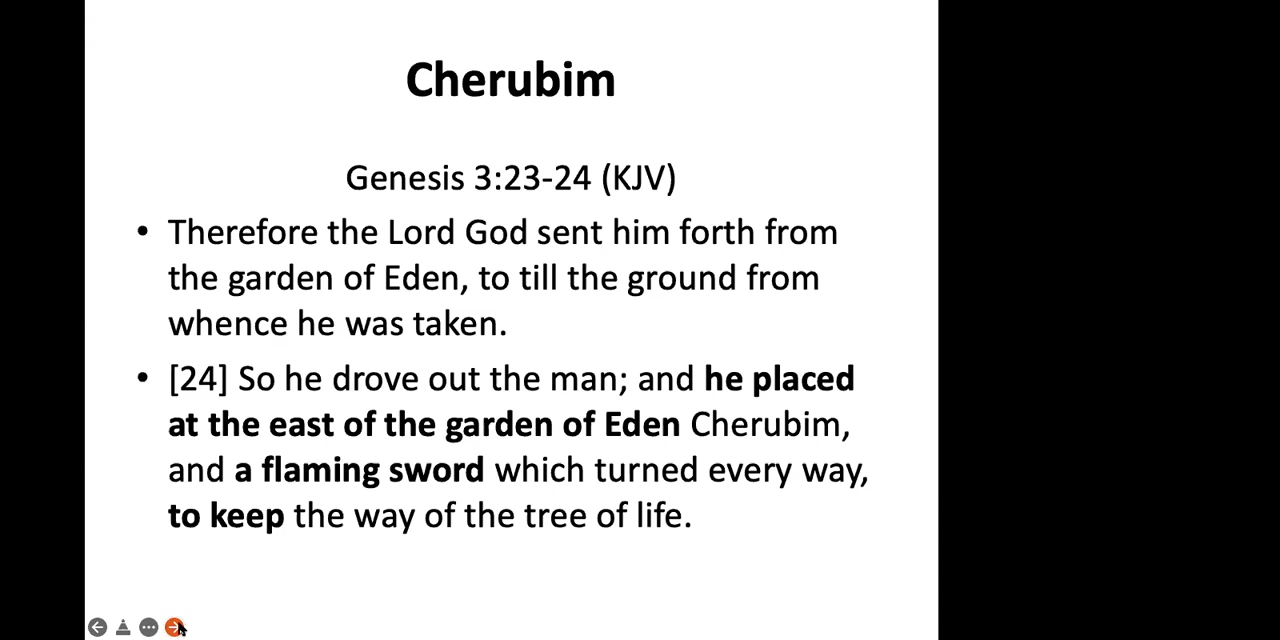 Cherubim
Genesis 3:23-24 (KJV)
• Therefore the Lord God sent him forth from
the garden of Eden, to till the ground from
whence he was taken.
• [24] So he drove out the man; and he placed
at the east of the garden of Eden Cherubim,
and a flaming sword which turned every way,
to keep the way of the tree of life.